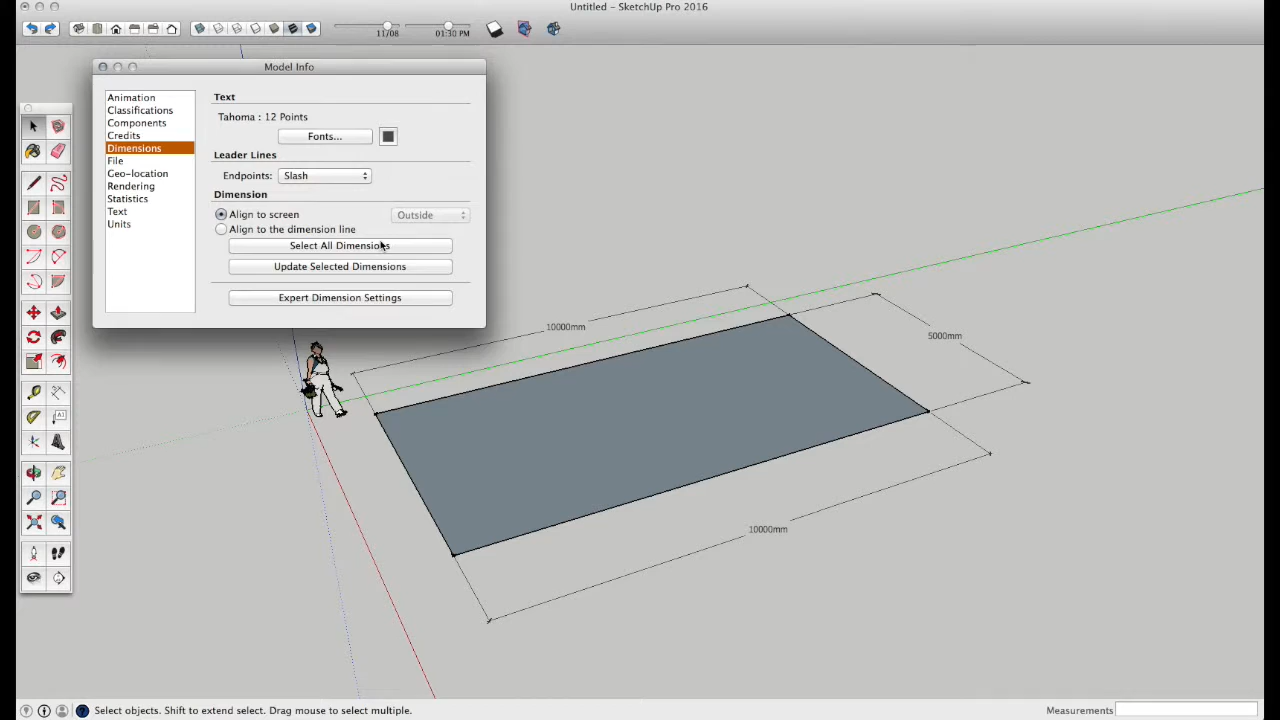 Untitled - SketchUp Pro 2016
11/08
01:30 PM
Model Info
Animation
Classifications
Components
Credits
Dimensions
File
Geo-location
Rendering
Statistics
Text
Units
Text
Tahoma : 12 Points
Fonts...
Leader Lines
Endpoints: Slash
Dimension
Align to screen
Outside
Align to the dimension line
Select All Dimensions
Update Selected Dimensions
Expert Dimension Settings
10000mm
5000mm
10000mm
Select objects. Shift to extend select. Drag mouse to select multiple.
Measurements